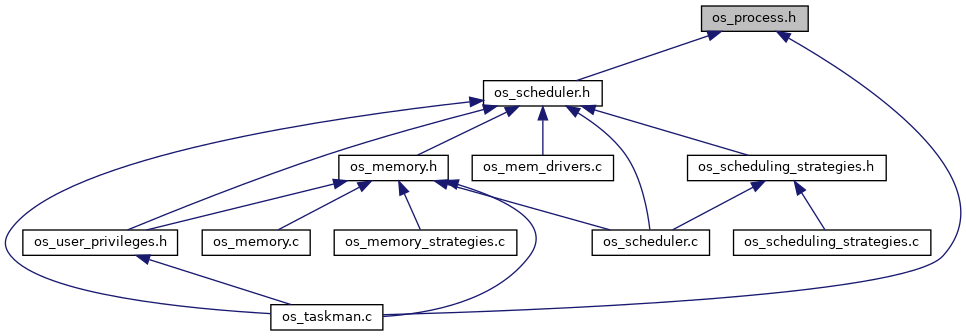 os_process.h
os_scheduler.h
os_memory.h
os_mem_drivers.c
os_scheduling_strategies.h
os_user_privileges.h
os_memory.c
os_memory_strategies.c
os_scheduler.c
os_scheduling_strategies.c
os_taskman.c